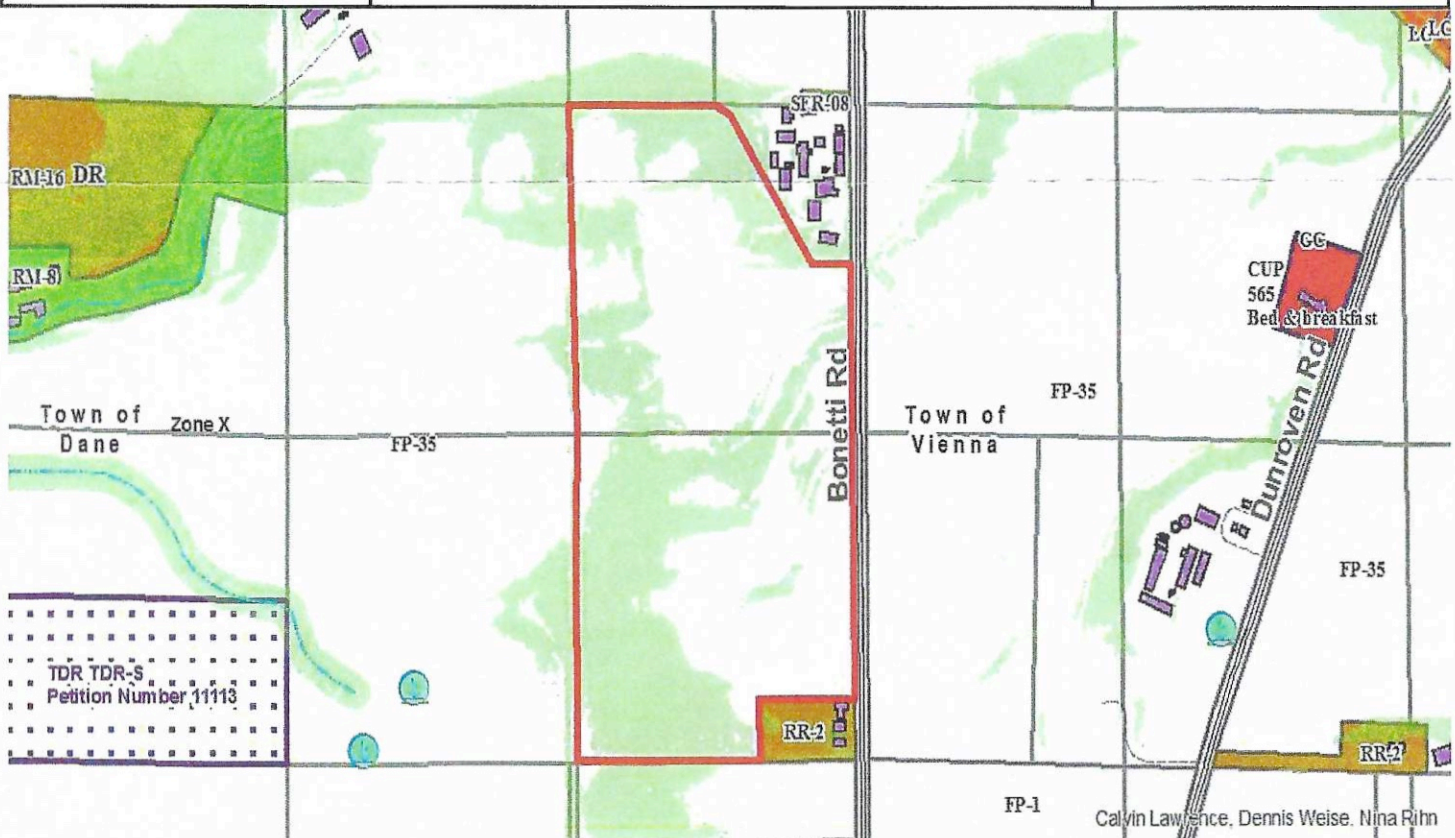 LC LC
SFR-08
RM-16 DR
GC
CUP
565
Bed & breakfast
RM-8
Bonetti Rd
Dunroven Rd
FP-35
Town of
Dane
Zone X
FP-35
Town of
Vienna
FP-35
TDR TDR-S
Petition Number 11113
RR-2
RR-2
FP-1
Calvin Lawrence, Dennis Weise, Nina Rihn